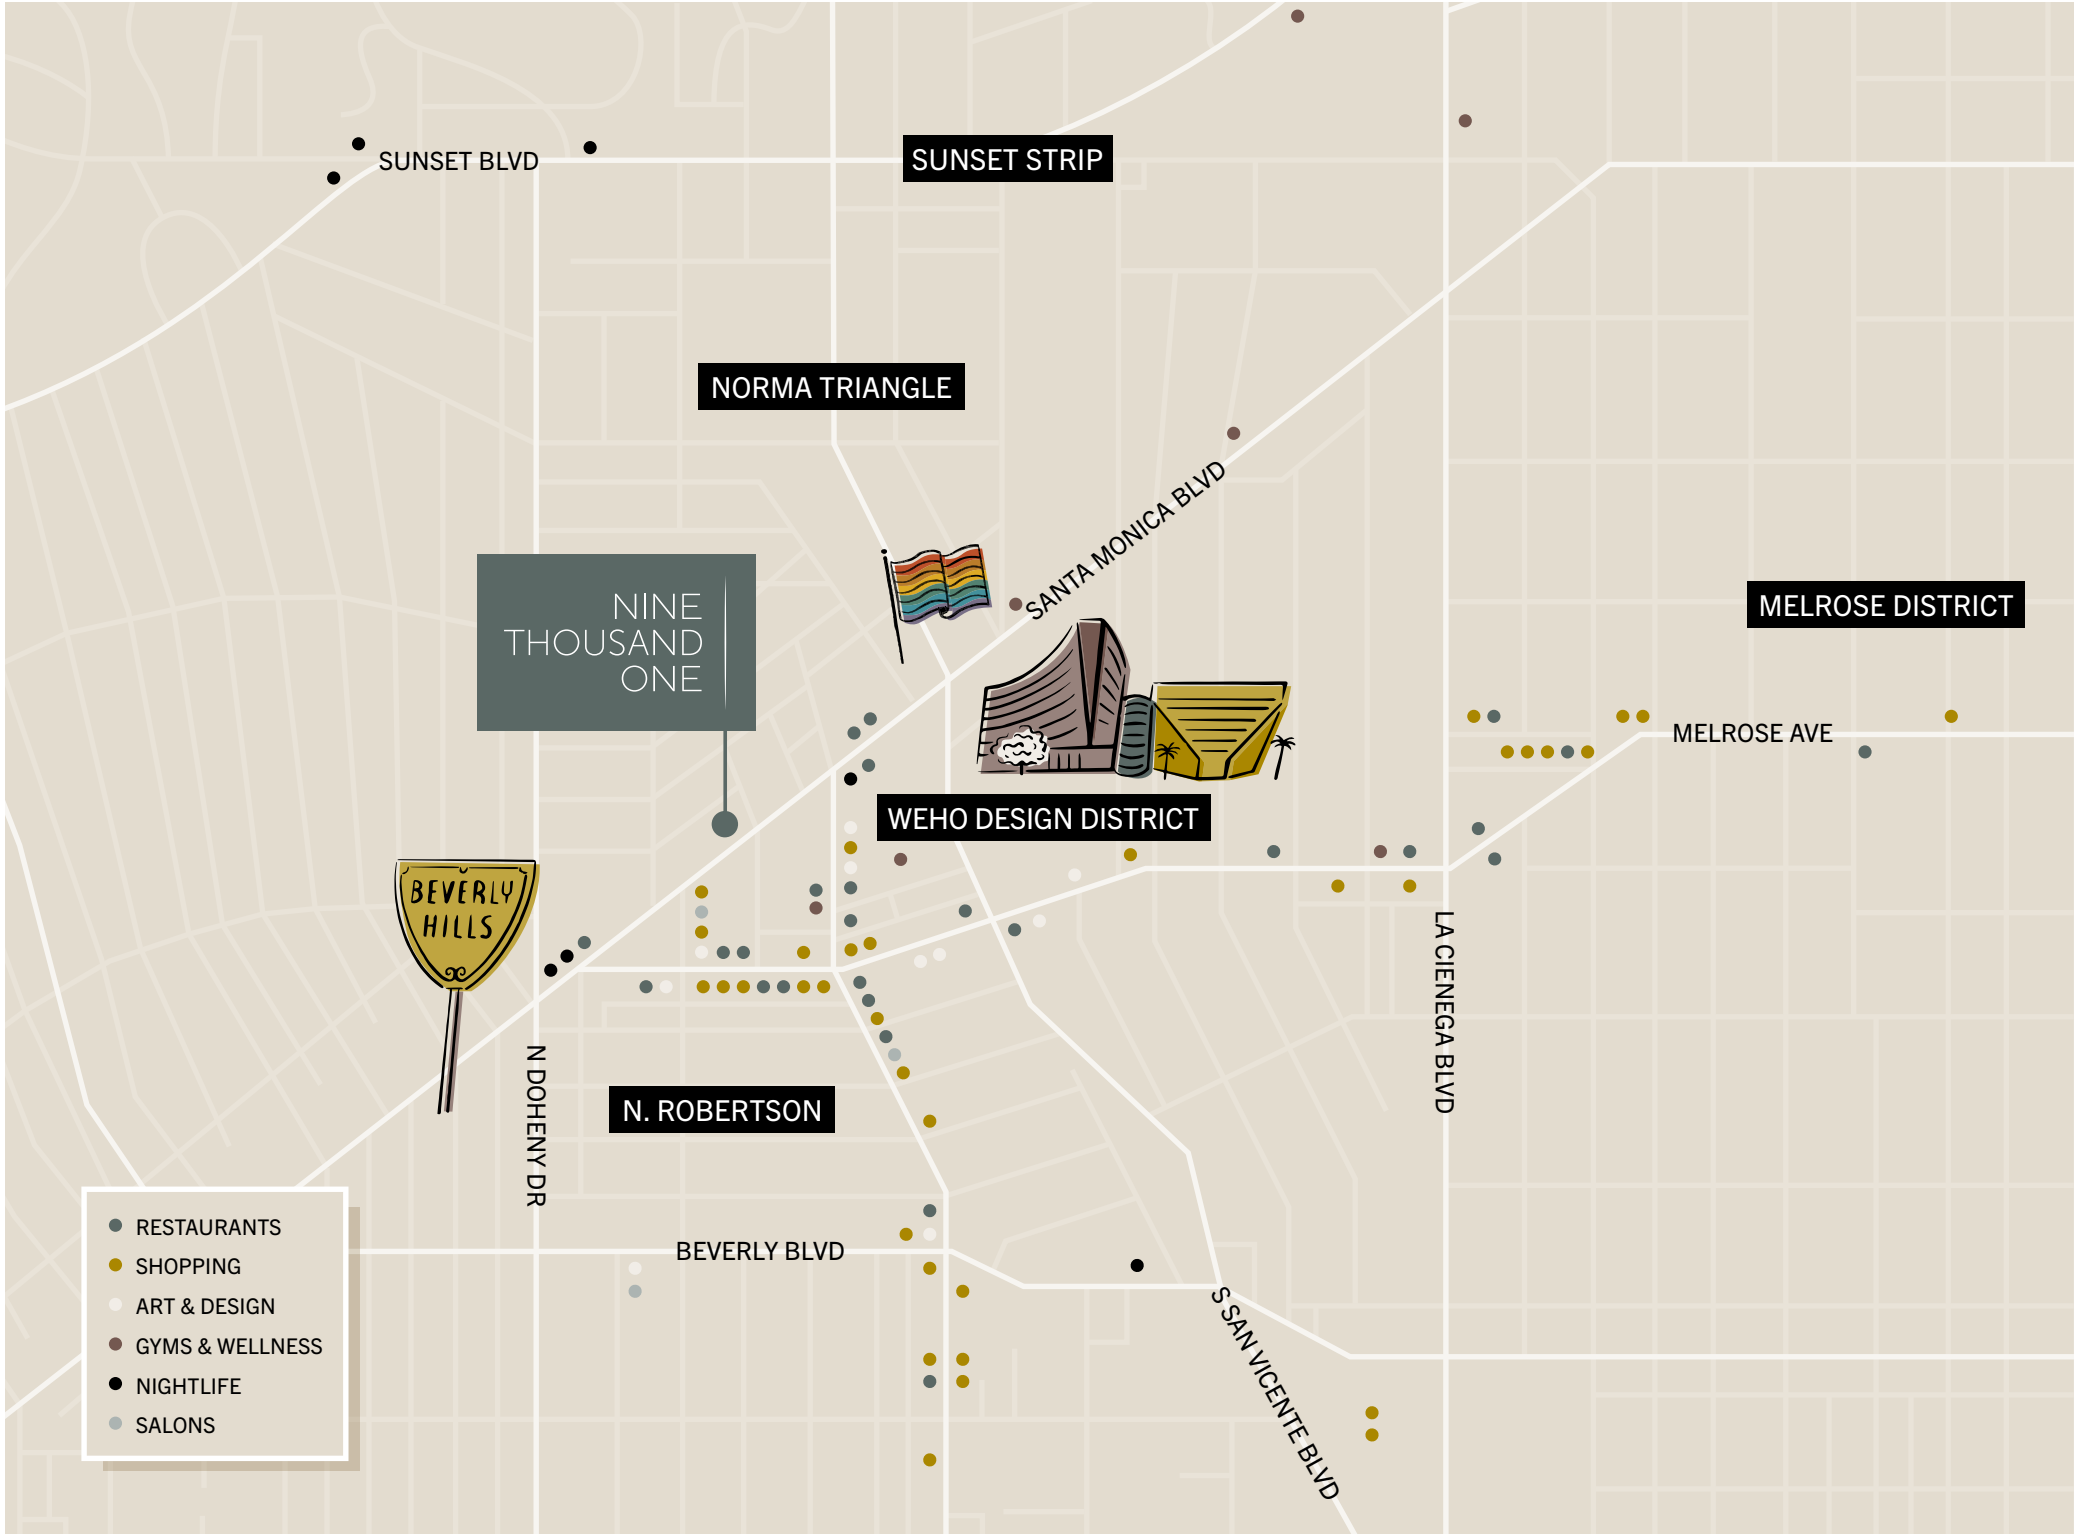 SUNSET BLVD
SUNSET STRIP
NORMA TRIANGLE
SANTA MONICA BLVD
NINE
THOUSAND
ONE
MELROSE DISTRICT
MELROSE AVE
WEHO DESIGN DISTRICT
BEVERLY
HILLS
LA CIENEGA BLVD
N DOHENY DR
N. ROBERTSON
BEVERLY BLVD
S SAN VICENTE BLVD
RESTAURANTS
SHOPPING
ART & DESIGN
GYMS & WELLNESS
NIGHTLIFE
SALONS